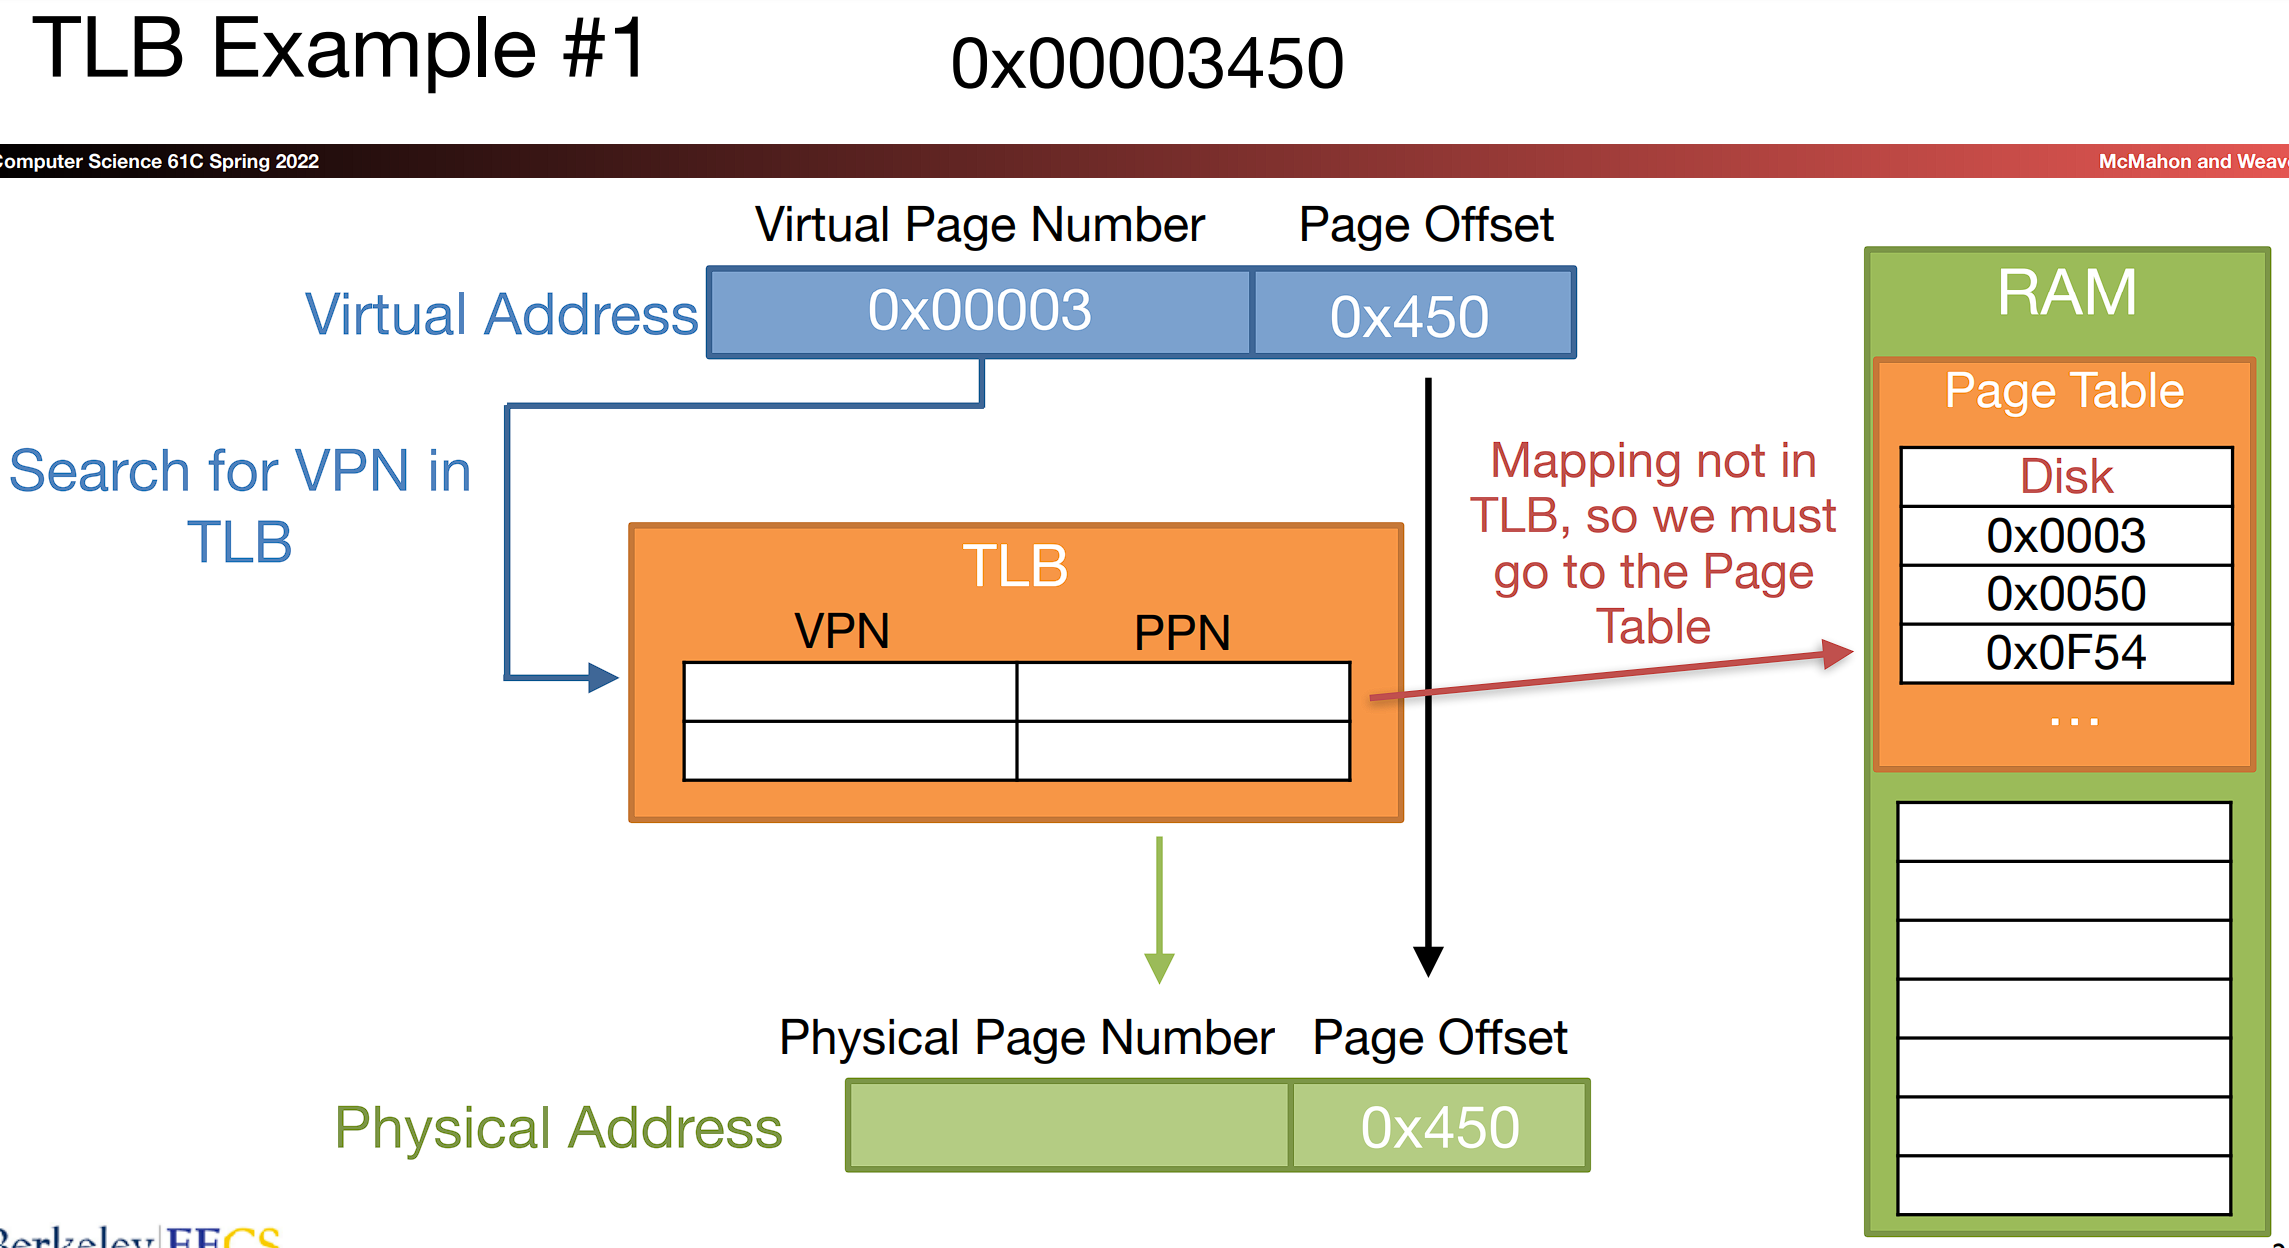 TLB Example #1
0x00003450
Computer Science 61C Spring 2022
McMahon and Weav
Virtual Page Number
Page Offset
Virtual Address
0x00003
0x450
RAM
Page Table
Disk
0x0003
0x0050
0x0F54
...
Search for VPN in
TLB
Mapping not in
TLB, so we must
go to the Page
Table
TLB
VPN
PPN
Physical Page Number
Page Offset
Physical Address
0x450
Berkeley EECS